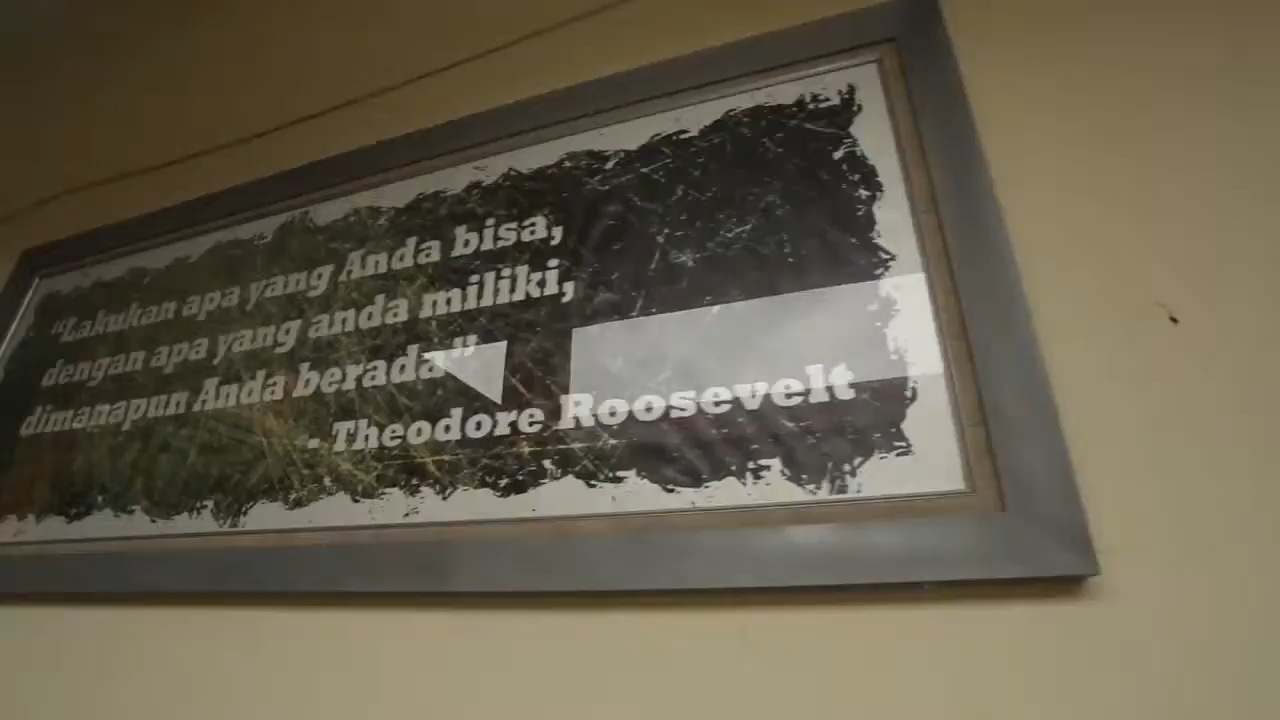 "Lakukan apa yang Anda bisa,
dengan apa yang anda miliki,
dimanapun Anda berada"
- Theodore Roosevelt